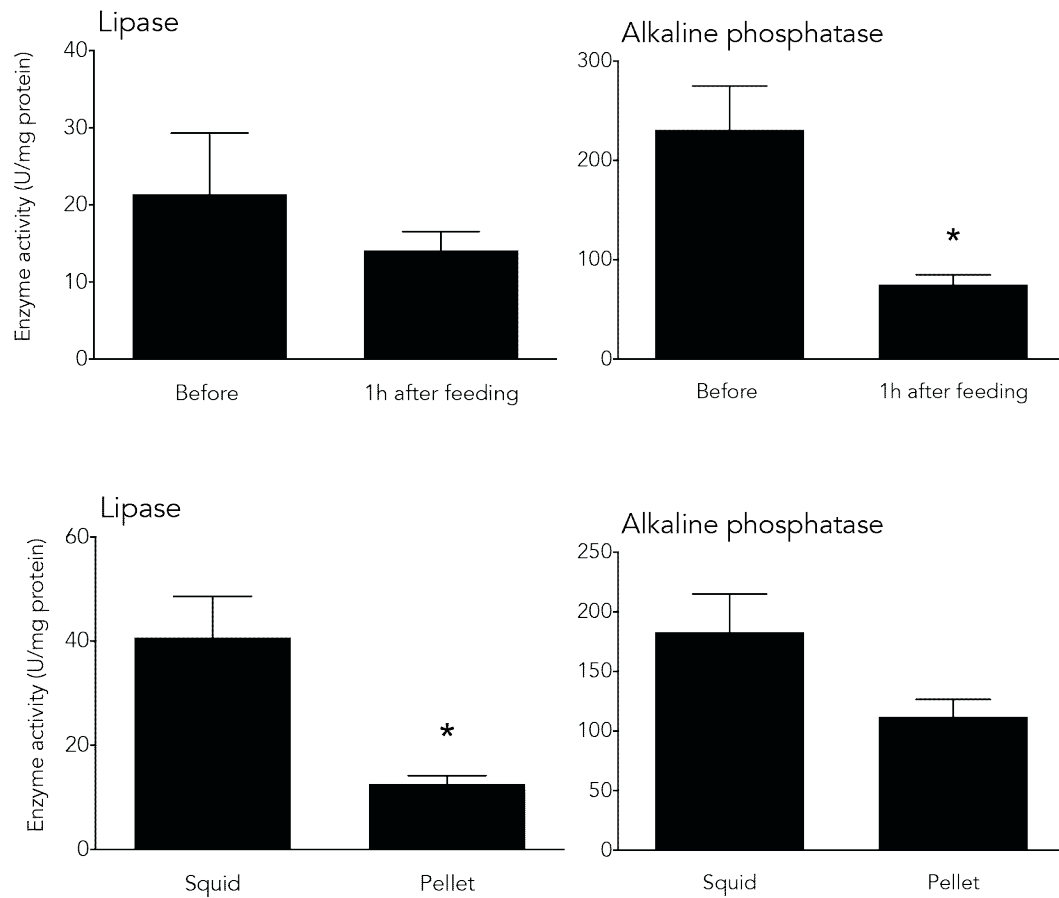 Lipase
Enzyme activity (U/mg protein)
40
30
20
10
0
Before
1h after feeding
Alkaline phosphatase
300
200
100
0
*
Before
1h after feeding
Lipase
Enzyme activity (U/mg protein)
60
40
20
0
*
Squid
Pellet
Alkaline phosphatase
250
200
150
100
50
0
Squid
Pellet